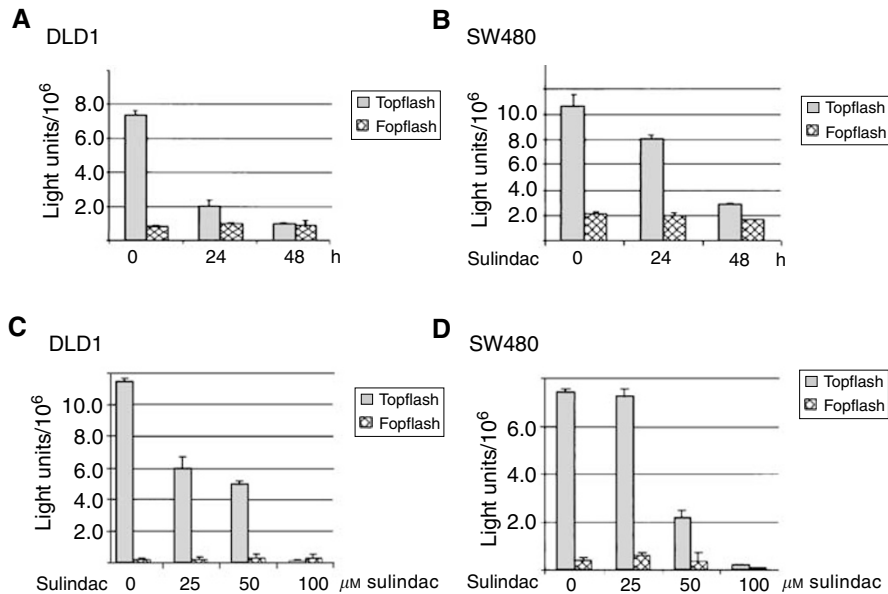 A DLD1
Light units/10⁶
8.0
6.0
4.0
2.0
0 24 48 h
Topflash
Fopflash
B SW480
Light units/10⁶
10.0
8.0
6.0
4.0
2.0
Sulindac 0 24 48 h
Topflash
Fopflash
C DLD1
Light units/10⁶
10.0
8.0
6.0
4.0
2.0
Sulindac 0 25 50 100 μM sulindac
Topflash
Fopflash
D SW480
Light units/10⁶
6.0
4.0
2.0
Sulindac 0 25 50 100 μM sulindac
Topflash
Fopflash